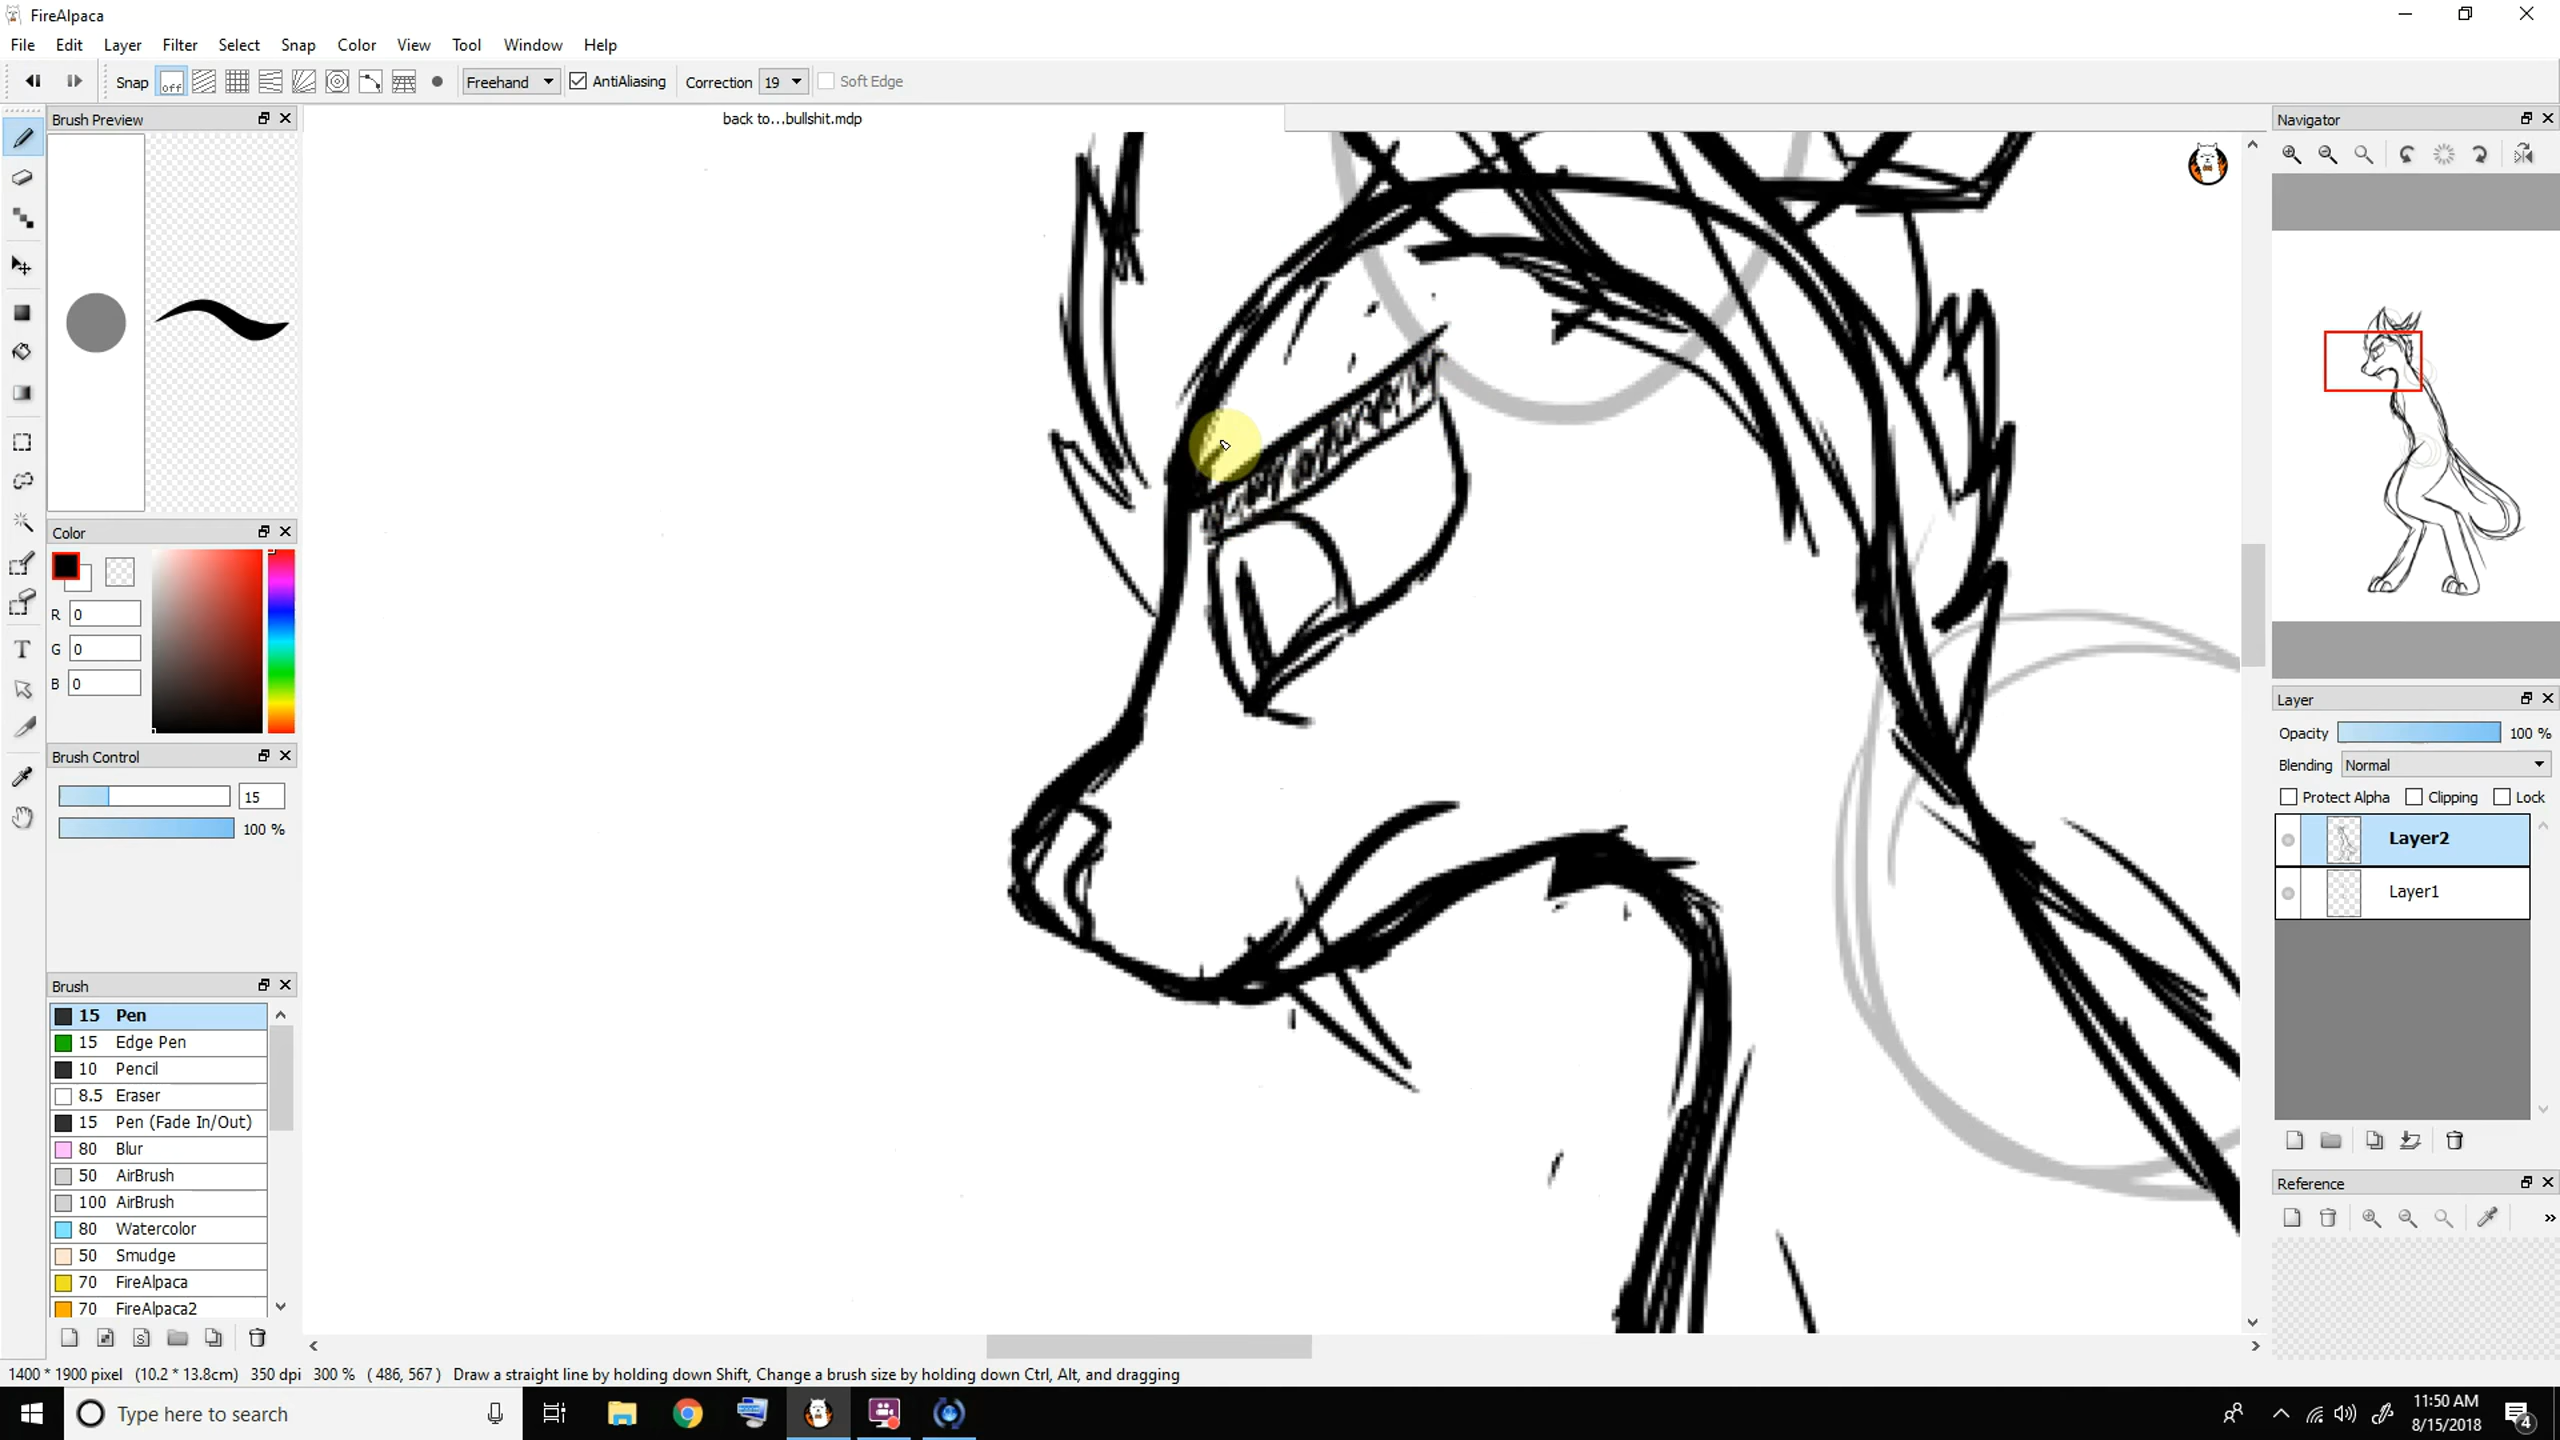 FireAlpaca
File Edit Layer Filter Select Snap Color View Tool Window Help
Snap off Freehand AntiAliasing Correction 19 Soft Edge
Brush Preview
back to...bullshit.mdp
Navigator
Color
R 0
G 0
B 0
Brush Control
15
100 %
Brush
15 Pen
15 Edge Pen
10 Pencil
8.5 Eraser
15 Pen (Fade In/Out)
80 Blur
50 AirBrush
100 AirBrush
80 Watercolor
50 Smudge
70 FireAlpaca
70 FireAlpaca2
Layer
Opacity 100 %
Blending Normal
Protect Alpha Clipping Lock
Layer2
Layer1
Reference
1400 * 1900 pixel (10.2 * 13.8cm) 350 dpi 300 % ( 486, 567 ) Draw a straight line by holding down Shift, Change a brush size by holding down Ctrl, Alt, and dragging
Type here to search
11:50 AM
8/15/2018
4